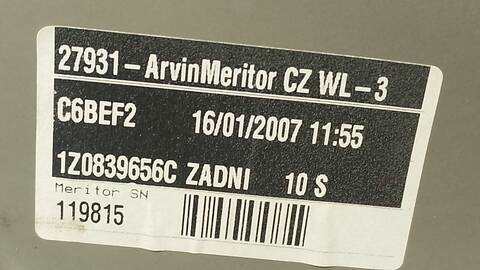 27931-ArvinMeritor CZ WL-3
C6BEF2 16/01/2007 11:55
1Z0839656C ZADNI 10 S
Meritor SN
119815